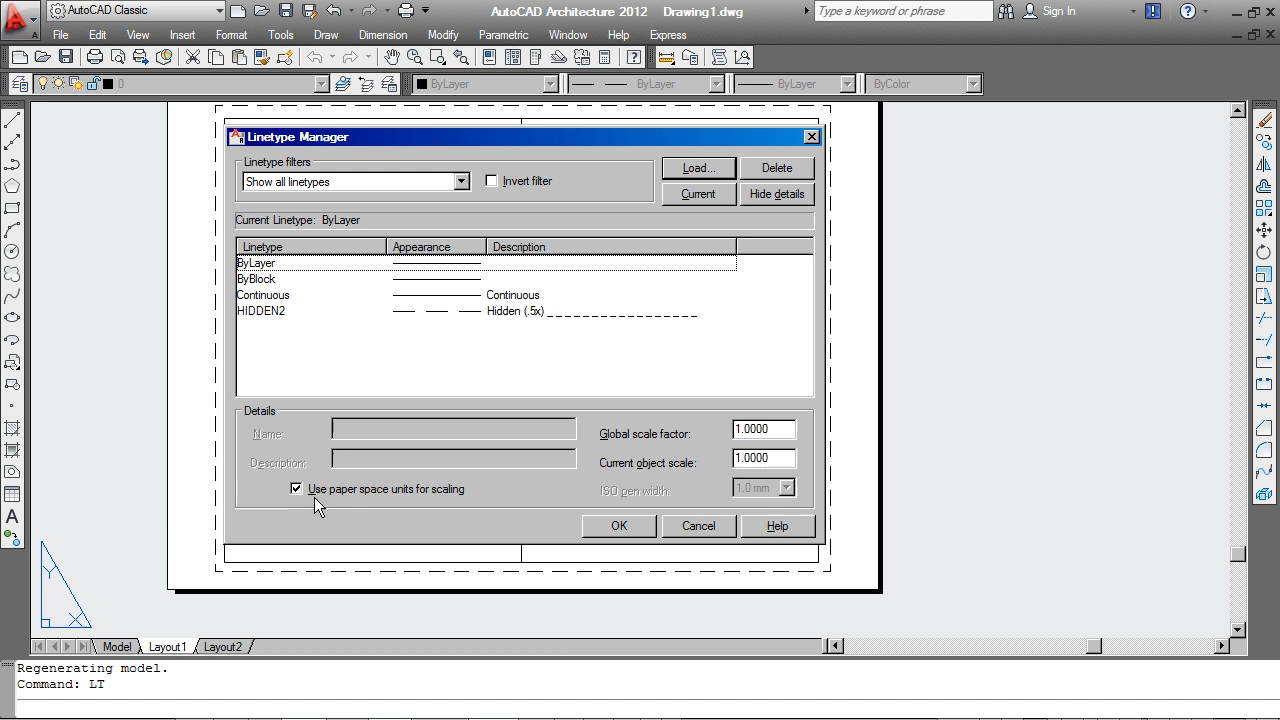 AutoCAD Classic
AutoCAD Architecture 2012 Drawing1.dwg
Type a keyword or phrase
Sign In
File Edit View Insert Format Tools Draw Dimension Modify Parametric Window Help Express
0
ByLayer
ByLayer
ByLayer
ByColor
Linetype Manager
Linetype filters
Show all linetypes
Invert filter
Load...
Delete
Current
Hide details
Current Linetype: ByLayer
Linetype Appearance Description
ByLayer
ByBlock
Continuous Continuous
HIDDEN2 Hidden (.5x) _ _ _ _ _ _ _ _ _ _ _ _ _ _ _ _ _
Details
Name:
Global scale factor: 1.0000
Description:
Current object scale: 1.0000
Use paper space units for scaling
ISO pen width: 1.0 mm
OK
Cancel
Help
Y
X
Model Layout1 Layout2
Regenerating model.
Command: LT